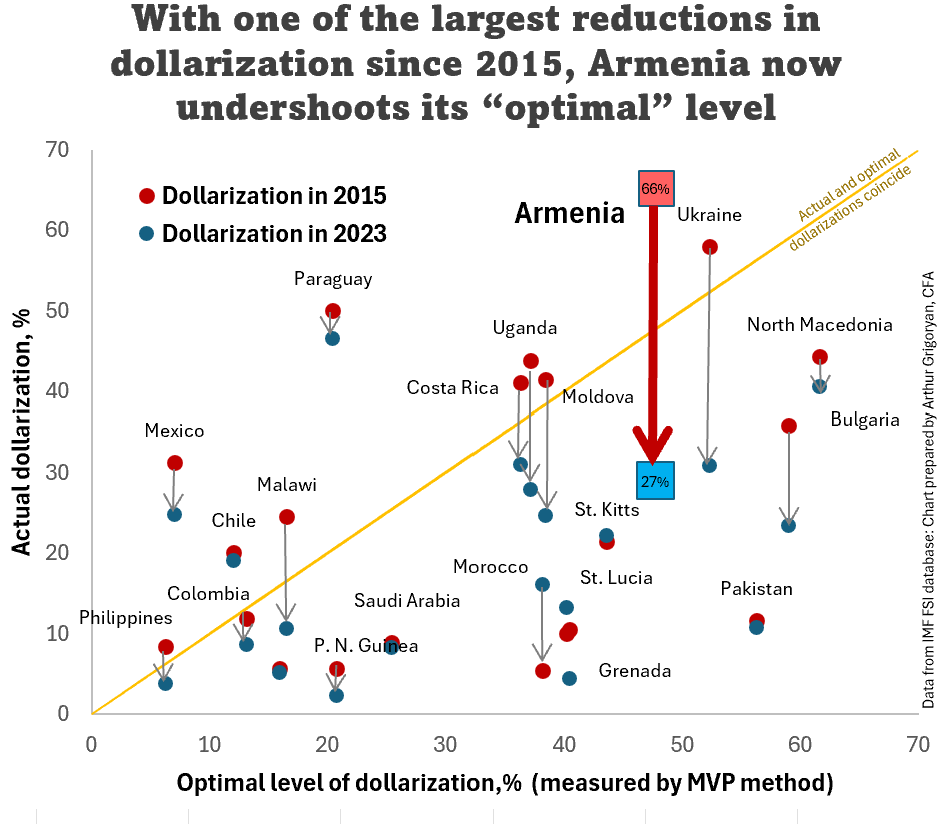 With one of the largest reductions in
dollarization since 2015, Armenia now
undershoots its “optimal” level
70
60
50
40
30
20
10
0
Actual dollarization, %
Dollarization in 2015
Dollarization in 2023
Actual and optimal
dollarizations coincide
66%
Armenia
Ukraine
Paraguay
Uganda
North Macedonia
Costa Rica
Moldova
Bulgaria
Mexico
27%
Malawi
Chile
St. Kitts
Morocco
St. Lucia
Colombia
Saudi Arabia
Pakistan
Philippines
P. N. Guinea
Grenada
0
10
20
30
40
50
60
70
Optimal level of dollarization,% (measured by MVP method)
Data from IMF FSI database: Chart prepared by Arthur Grigoryan, CFA